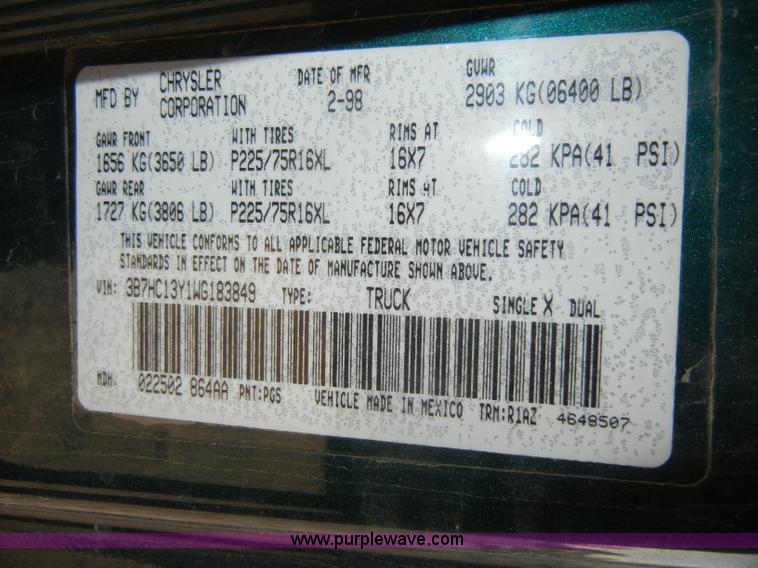 MFD BY CHRYSLER CORPORATION DATE OF MFR 2-98 GVWR 2903 KG(06400 LB)
GAWR FRONT WITH TIRES RIMS AT COLD
1656 KG(3650 LB) P225/75R16XL 16X7 282 KPA(41 PSI)
GAWR REAR WITH TIRES RIMS AT COLD
1727 KG(3806 LB) P225/75R16XL 16X7 282 KPA(41 PSI)
THIS VEHICLE CONFORMS TO ALL APPLICABLE FEDERAL MOTOR VEHICLE SAFETY
STANDARDS IN EFFECT ON THE DATE OF MANUFACTURE SHOWN ABOVE.
VIN: 3B7HC13Y1WG183849 TYPE: TRUCK SINGLE X DUAL
MDH. 022502 864AA PNT:PGS VEHICLE MADE IN MEXICO TRM:R1AZ 4648507
www.purplewave.com